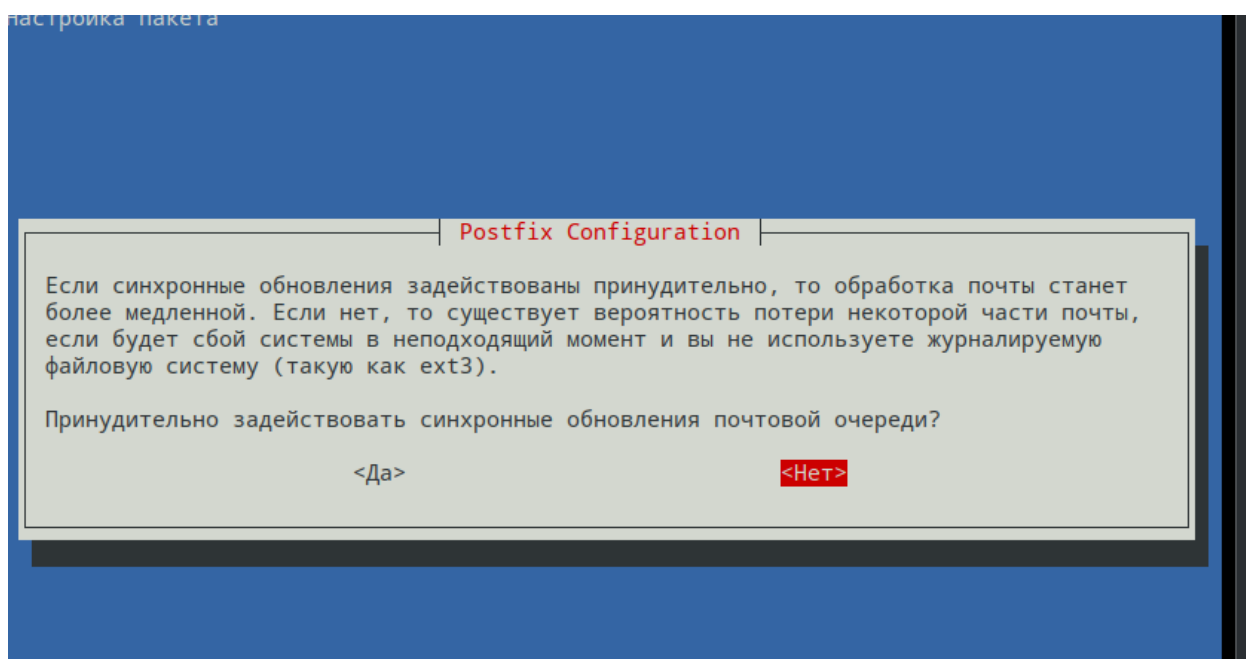 Настройка пакета
Postfix Configuration
Если синхронные обновления задействованы принудительно, то обработка почты станет
более медленной. Если нет, то существует вероятность потери некоторой части почты,
если будет сбой системы в неподходящий момент и вы не используете журналируемую
файловую систему (такую как ext3).
Принудительно задействовать синхронные обновления почтовой очереди?
<Да> <Нет>